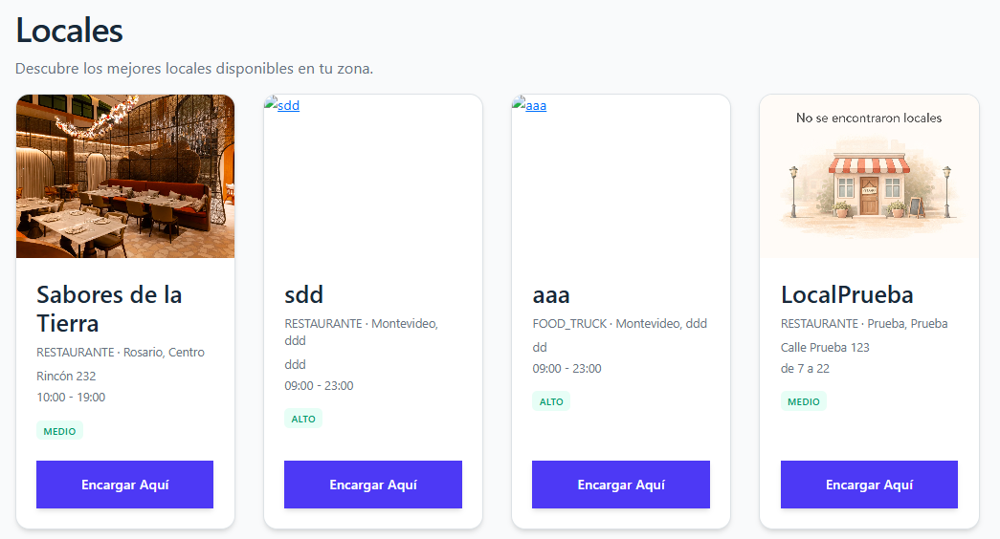 Locales
Descubre los mejores locales disponibles en tu zona.
Sabores de la
Tierra
RESTAURANTE · Rosario, Centro
Rincón 232
10:00 - 19:00
MEDIO
Encargar Aquí
sdd
sdd
RESTAURANTE · Montevideo,
ddd
ddd
09:00 - 23:00
ALTO
Encargar Aquí
aaa
aaa
FOOD_TRUCK · Montevideo, ddd
dd
09:00 - 23:00
ALTO
Encargar Aquí
No se encontraron locales
LocalPrueba
RESTAURANTE · Prueba, Prueba
Calle Prueba 123
de 7 a 22
MEDIO
Encargar Aquí